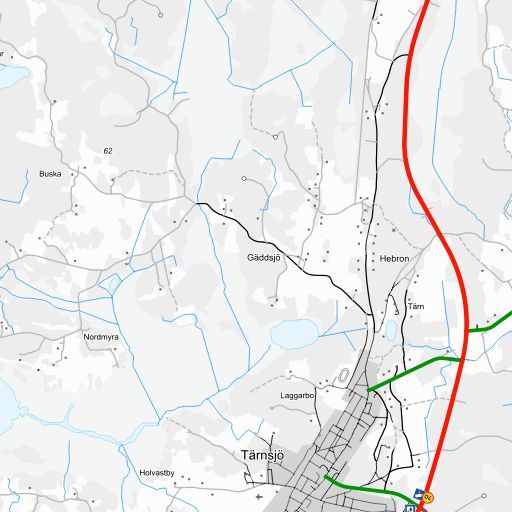 62
Buska
Gäddsjö
Hebron
Tärn
Nordmyra
Laggarbo
Tärnsjö
Holvastby